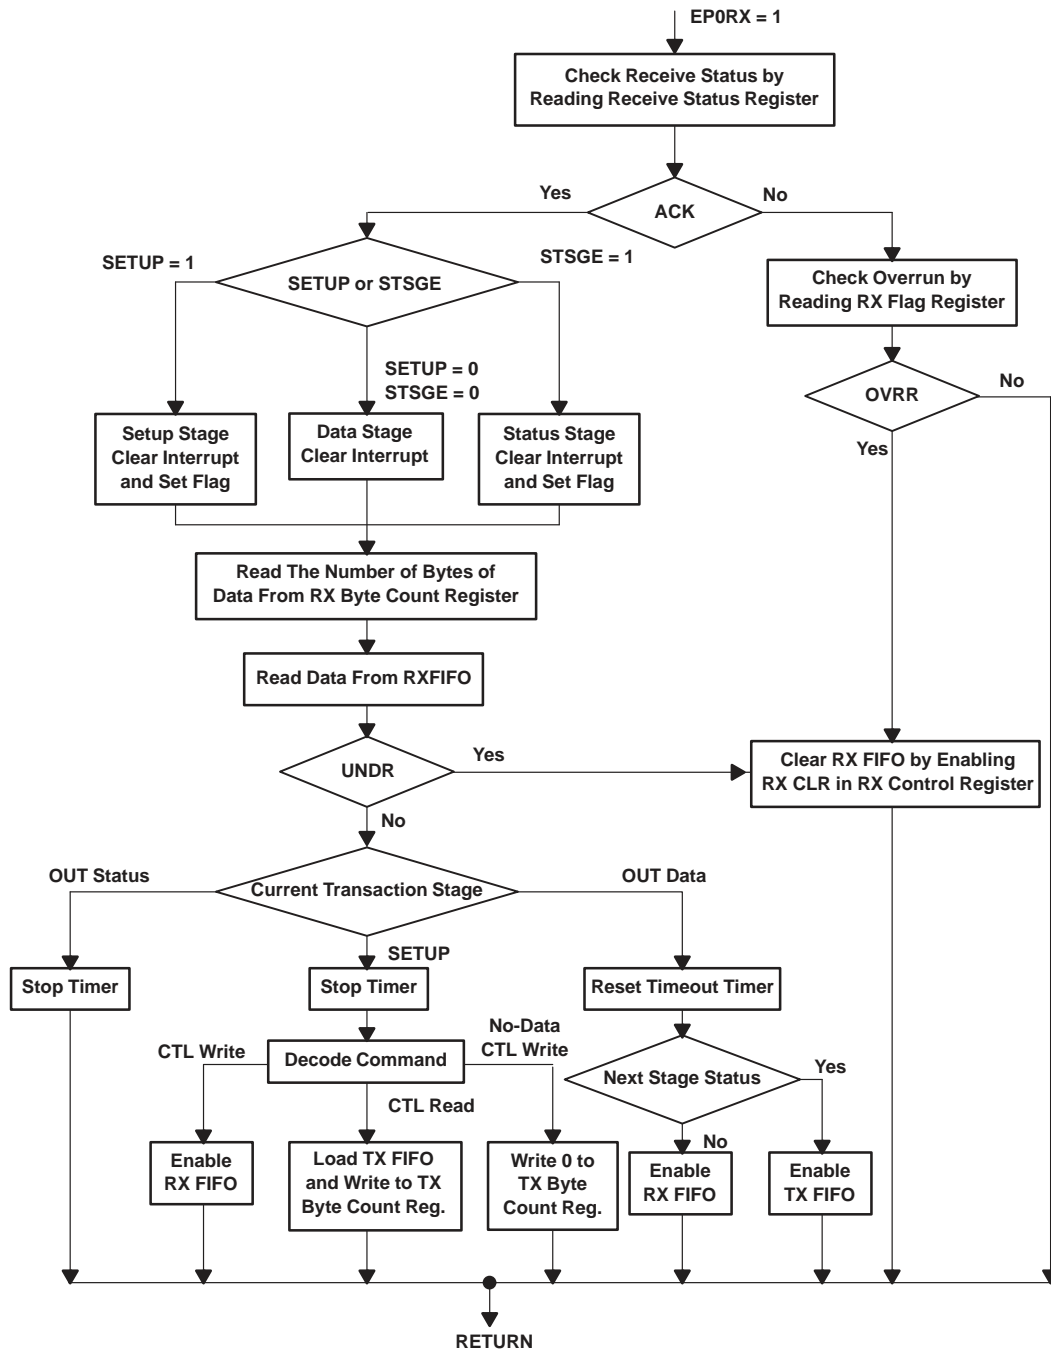 EP0RX = 1
Check Receive Status by
Reading Receive Status Register
Yes
No
ACK
SETUP = 1
STSGE = 1
SETUP or STSGE
Check Overrun by
Reading RX Flag Register
SETUP = 0
STSGE = 0
No
OVRR
Setup Stage
Clear Interrupt
and Set Flag
Data Stage
Clear Interrupt
Status Stage
Clear Interrupt
and Set Flag
Yes
Read The Number of Bytes of
Data From RX Byte Count Register
Read Data From RXFIFO
UNDR
Yes
Clear RX FIFO by Enabling
RX CLR in RX Control Register
No
OUT Status
Current Transaction Stage
OUT Data
SETUP
Stop Timer
Stop Timer
Reset Timeout Timer
CTL Write
Decode Command
No-Data
CTL Write
Next Stage Status
Yes
CTL Read
No
Enable
RX FIFO
Load TX FIFO
and Write to TX
Byte Count Reg.
Write 0 to
TX Byte
Count Reg.
Enable
RX FIFO
Enable
TX FIFO
RETURN